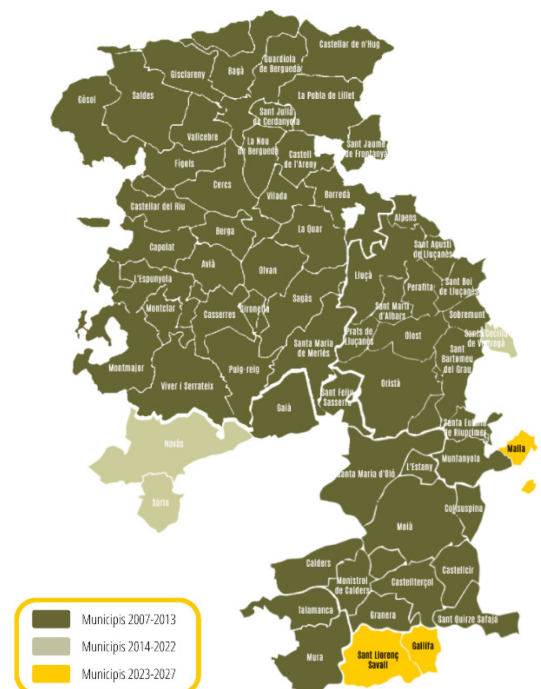 Castellar de n'Hug
Guardiola
de Berguedà
Bagà
Gisclareny
Saldes
Gósol
La Pobla de Lillet
Sant Julià
de Cerdanyola
Vallcebre
La Nou
de Berguedà
Castell
de l'Areny
Sant Jaume
de Frontanyà
Fígols
Cercs
Vilada
Borredà
Castellar del Riu
Berga
La Quar
Alpens
Capolat
Avià
Olvan
Lluçà
Sant Agustí
de Lluçanès
L'Espunyola
Sagàs
Perafita
Sant Boi
de Lluçanès
Montclar
Casserres
Gironella
Sant Martí
d'Albars
Sobremunt
Prats de
Lluçanès
Olost
Santa Cecília
de Voltregà
Santa Maria
de Merlès
Sant
Bartomeu
del Grau
Montmajor
Viver i Serrateix
Puig-reig
Oristà
Gaià
Sant Feliu
Sasserra
Santa Eulàlia
de Riuprimer
Navàs
Malla
Muntanyola
Santa Maria d'Oló
L'Estany
Súria
Collsuspina
Moià
Calders
Castellcir
Monistrol
de Calders
Castellterçol
Talamanca
Granera
Sant Quirze Safaja
Mura
Sant Llorenç
Savall
Gallifa
Municipis 2007-2013
Municipis 2014-2022
Municipis 2023-2027